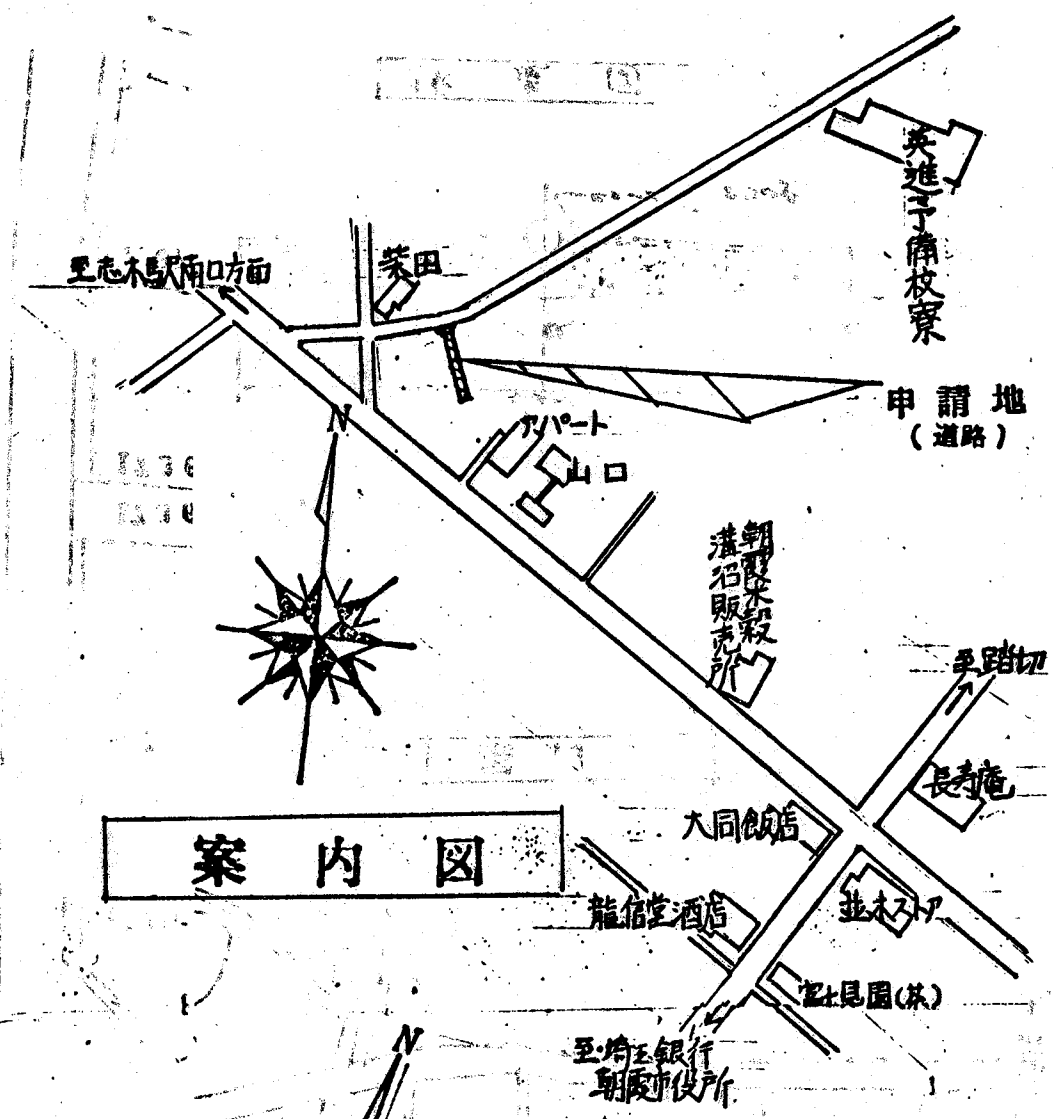 英進予備校寮
至志木駅南口方面
柴田
申請地
(道路)
N
アパート
山口
朝霞米穀
溝沼販売所
至踏切
長寿庵
大同飯店
案内図
龍信堂酒店
並木ストアー
富士見園(株)
至埼玉銀行
朝霞市役所
N